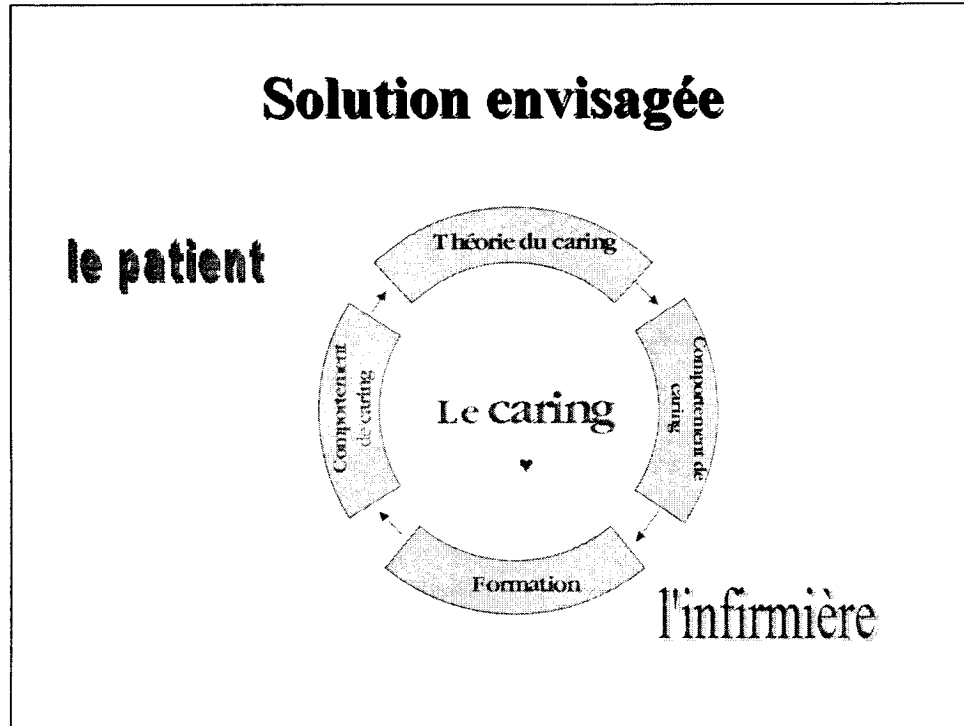 Solution envisagée
le patient
Théorie du caring
Comportement de
caring
Le caring
Comportement
de caring
Formation
l'infirmière